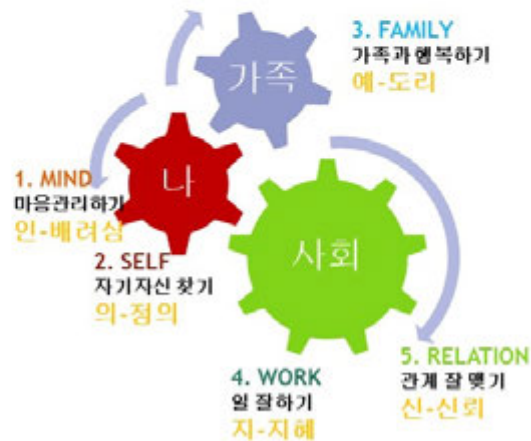 3. FAMILY
가족과 행복하기
예-도리
가족
나
1. MIND
마음관리하기
인-배려심
2. SELF
자기자신 찾기
의-정의
사회
4. WORK
일 잘하기
지-지혜
5. RELATION
관계 잘 맺기
신-신뢰